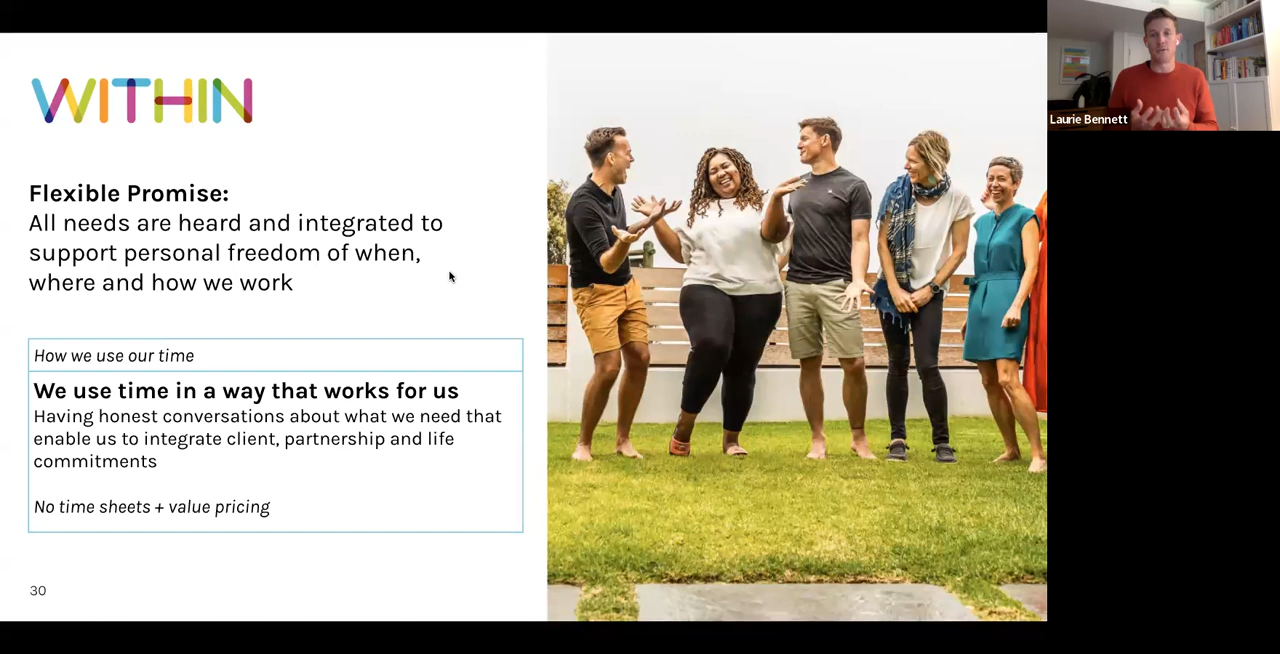 WITHIN
Flexible Promise:
All needs are heard and integrated to
support personal freedom of when,
where and how we work
How we use our time
We use time in a way that works for us
Having honest conversations about what we need that
enable us to integrate client, partnership and life
commitments
No time sheets + value pricing
30
Laurie Bennett